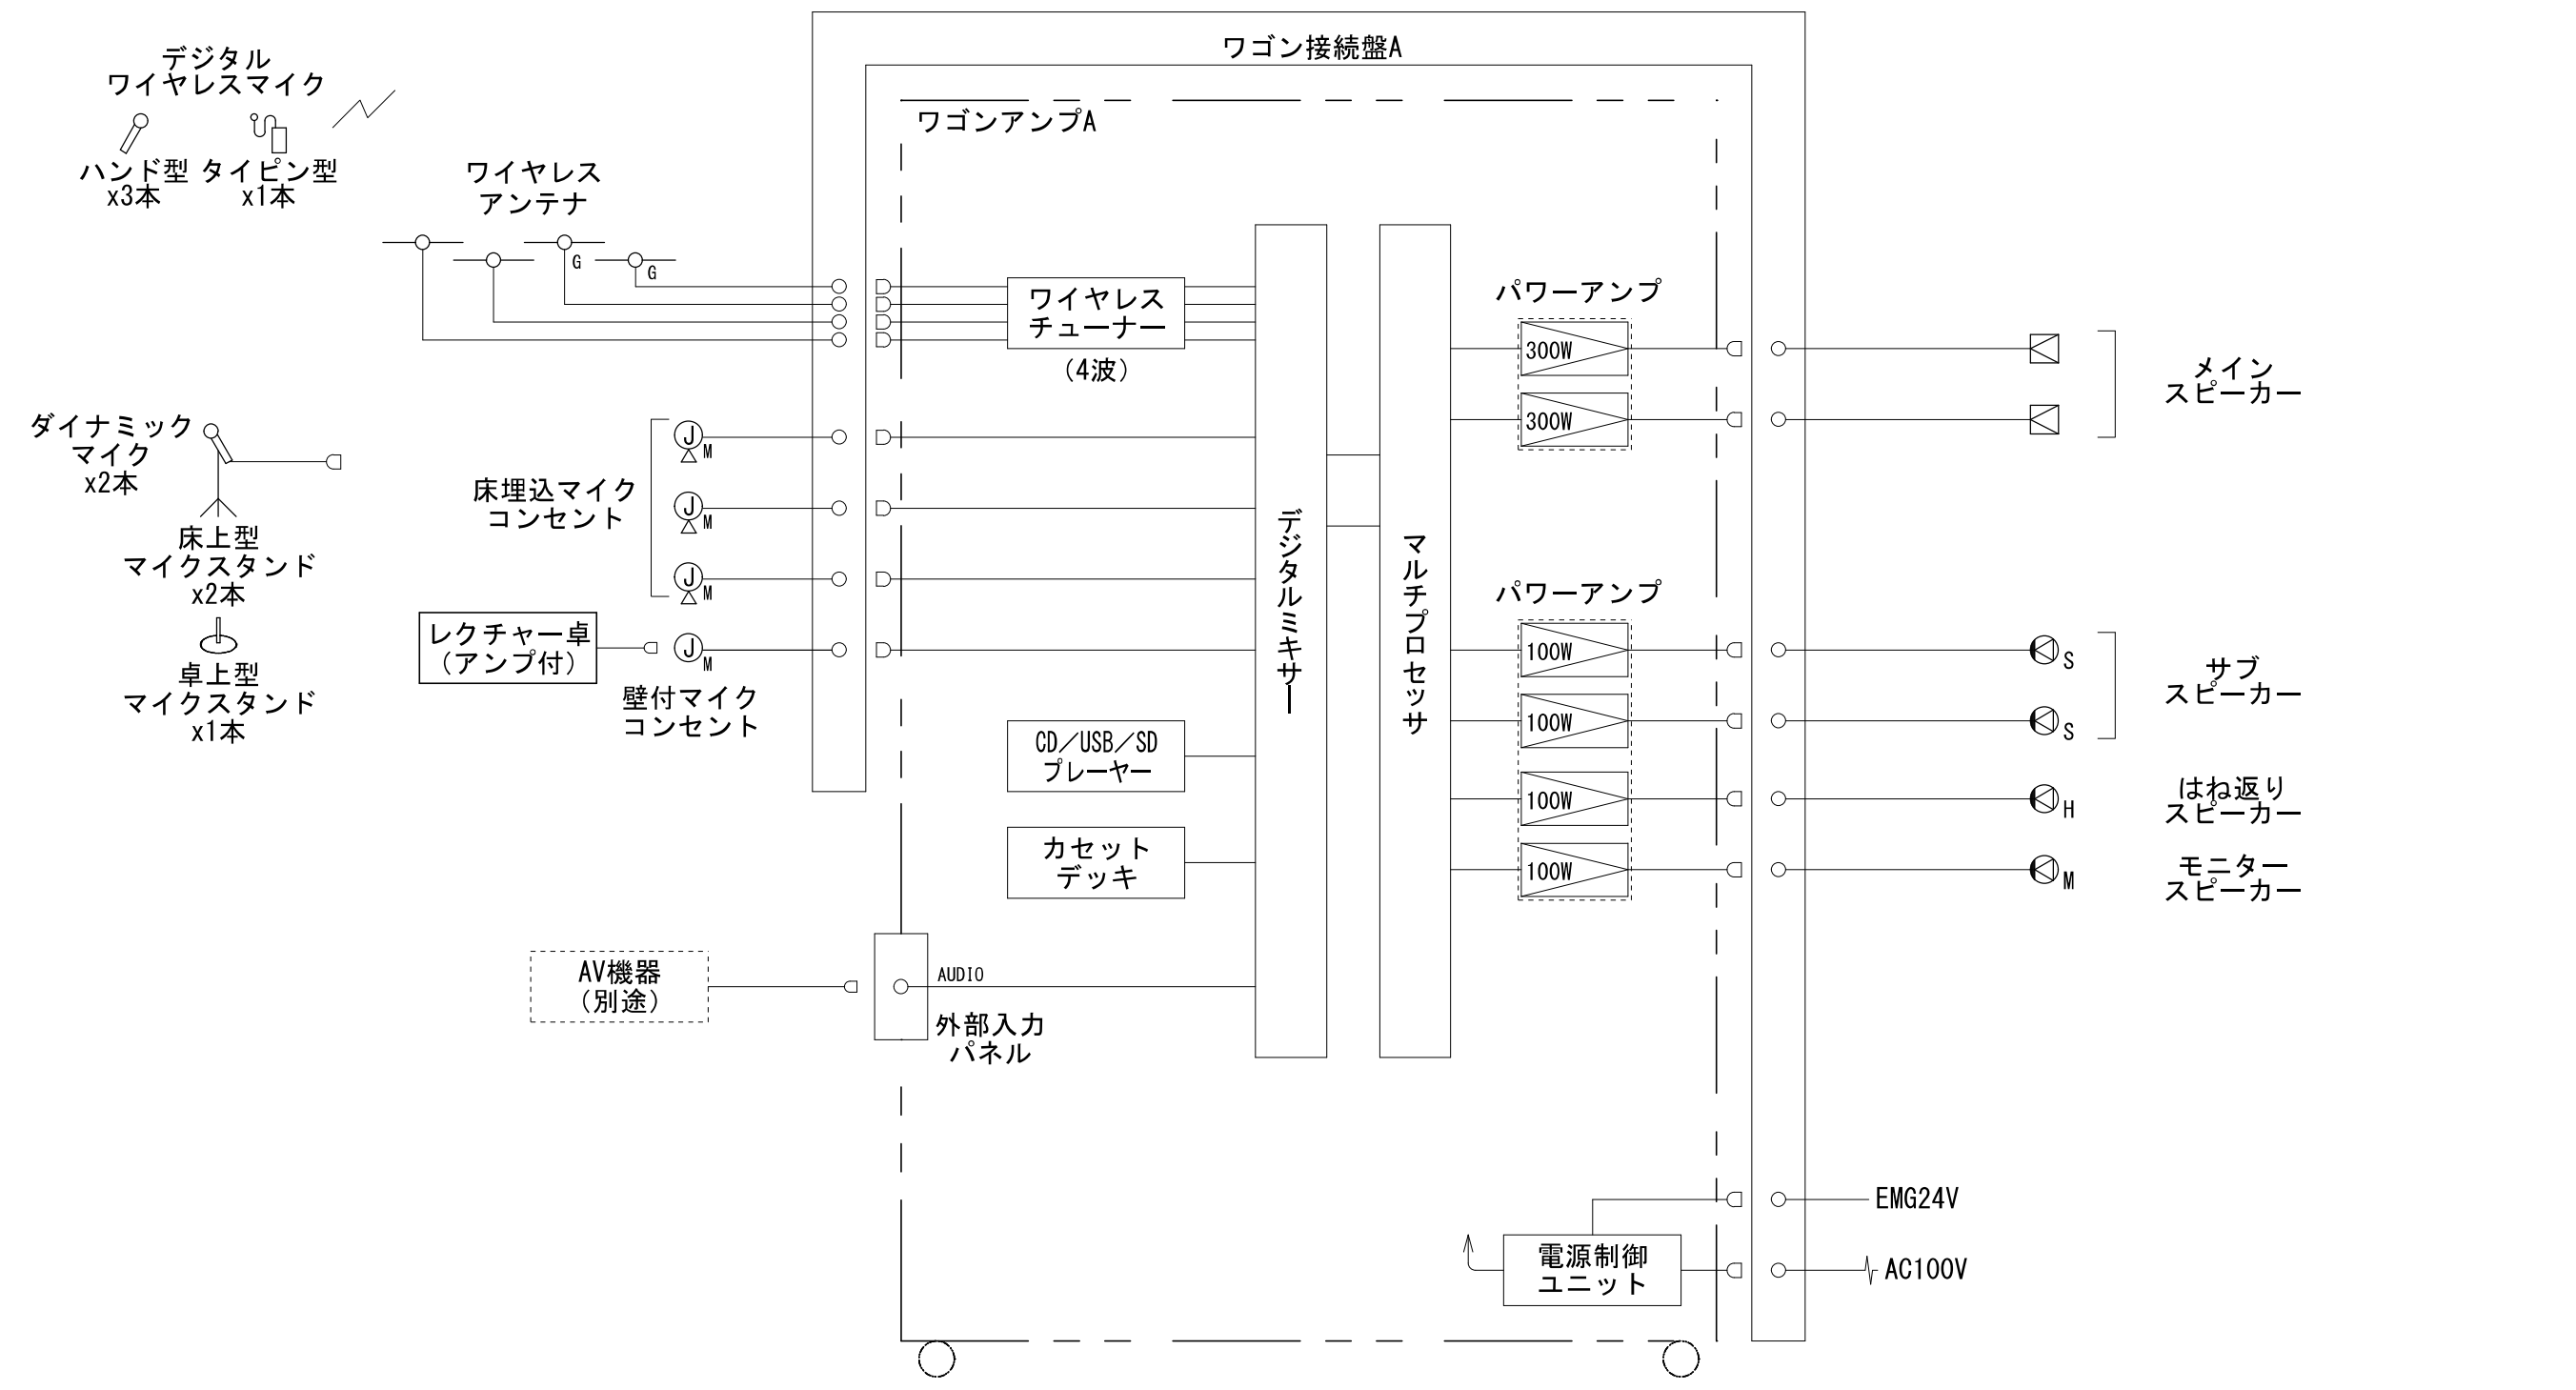 ワゴン接続盤A
デジタル
ワイヤレスマイク
ハンド型
x3本
タイピン型
x1本
ワゴンアンプA
ワイヤレス
アンテナ
G
G
ワイヤレス
チューナー
(4波)
パワーアンプ
300W
300W
メイン
スピーカー
ダイナミック
マイク
x2本
床上型
マイクスタンド
x2本
卓上型
マイクスタンド
x1本
床埋込マイク
コンセント
J
M
J
M
J
M
レクチャー卓
(アンプ付)
J
M
壁付マイク
コンセント
デジタルミキサー
マルチプロセッサ
パワーアンプ
100W
100W
100W
100W
S
S
サブ
スピーカー
H
はね返り
スピーカー
M
モニター
スピーカー
CD/USB/SD
プレーヤー
カセット
デッキ
AV機器
(別途)
AUDIO
外部入力
パネル
EMG24V
電源制御
ユニット
AC100V